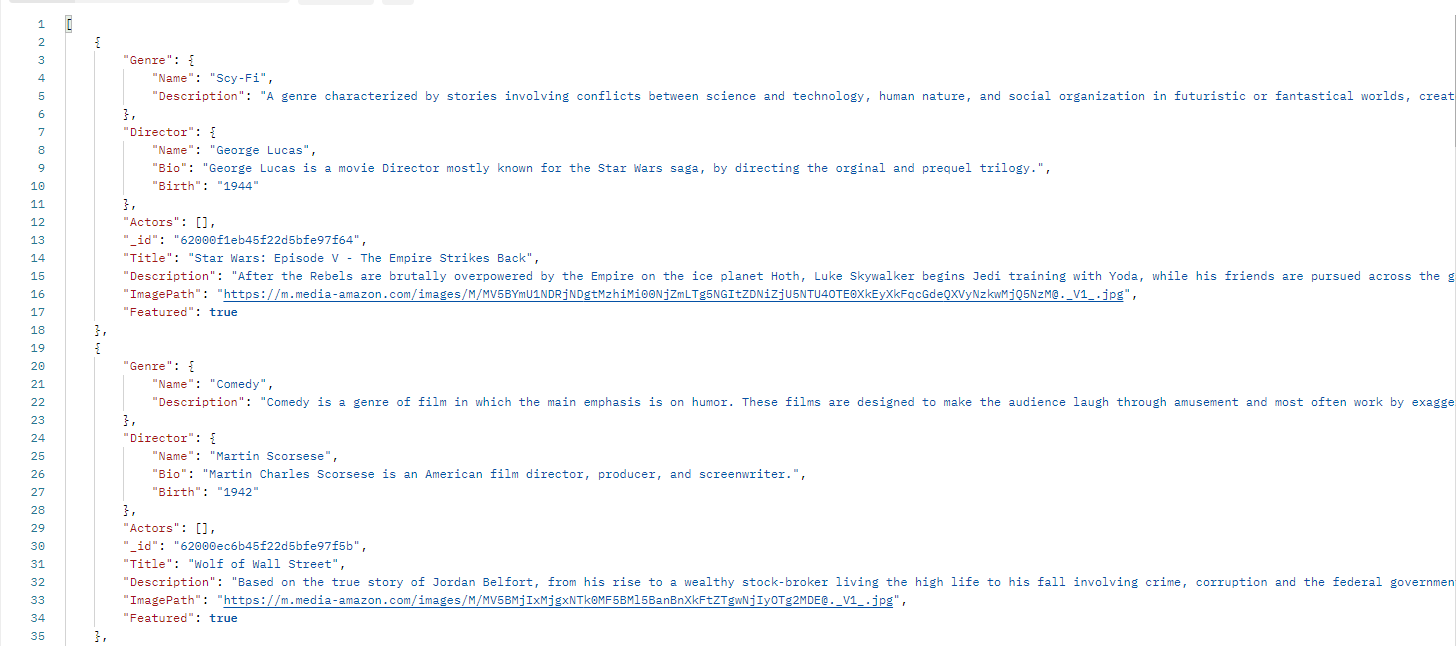 1 [
2 {
3 "Genre": {
4 "Name": "Scy-Fi",
5 "Description": "A genre characterized by stories involving conflicts between science and technology, human nature, and social organization in futuristic or fantastical worlds, creat
6 },
7 "Director": {
8 "Name": "George Lucas",
9 "Bio": "George Lucas is a movie Director mostly known for the Star Wars saga, by directing the orginal and prequel trilogy.",
10 "Birth": "1944"
11 },
12 "Actors": [],
13 "_id": "62000f1eb45f22d5bfe97f64",
14 "Title": "Star Wars: Episode V - The Empire Strikes Back",
15 "Description": "After the Rebels are brutally overpowered by the Empire on the ice planet Hoth, Luke Skywalker begins Jedi training with Yoda, while his friends are pursued across the g
16 "ImagePath": "https://m.media-amazon.com/images/M/MV5BYmU1NDRjNDgtMzhiMi00NjZmLTg5NGItZDNiZjU5NTU4OTE0XkEyXkFqcGdeQXVyNzkwMjQ5NzM@._V1_.jpg",
17 "Featured": true
18 },
19 {
20 "Genre": {
21 "Name": "Comedy",
22 "Description": "Comedy is a genre of film in which the main emphasis is on humor. These films are designed to make the audience laugh through amusement and most often work by exagge
23 },
24 "Director": {
25 "Name": "Martin Scorsese",
26 "Bio": "Martin Charles Scorsese is an American film director, producer, and screenwriter.",
27 "Birth": "1942"
28 },
29 "Actors": [],
30 "_id": "62000ec6b45f22d5bfe97f5b",
31 "Title": "Wolf of Wall Street",
32 "Description": "Based on the true story of Jordan Belfort, from his rise to a wealthy stock-broker living the high life to his fall involving crime, corruption and the federal governmen
33 "ImagePath": "https://m.media-amazon.com/images/M/MV5BMjIxMjgxNTk0MF5BMl5BanBnXkFtZTgwNjIyOTg2MDE@._V1_.jpg",
34 "Featured": true
35 },